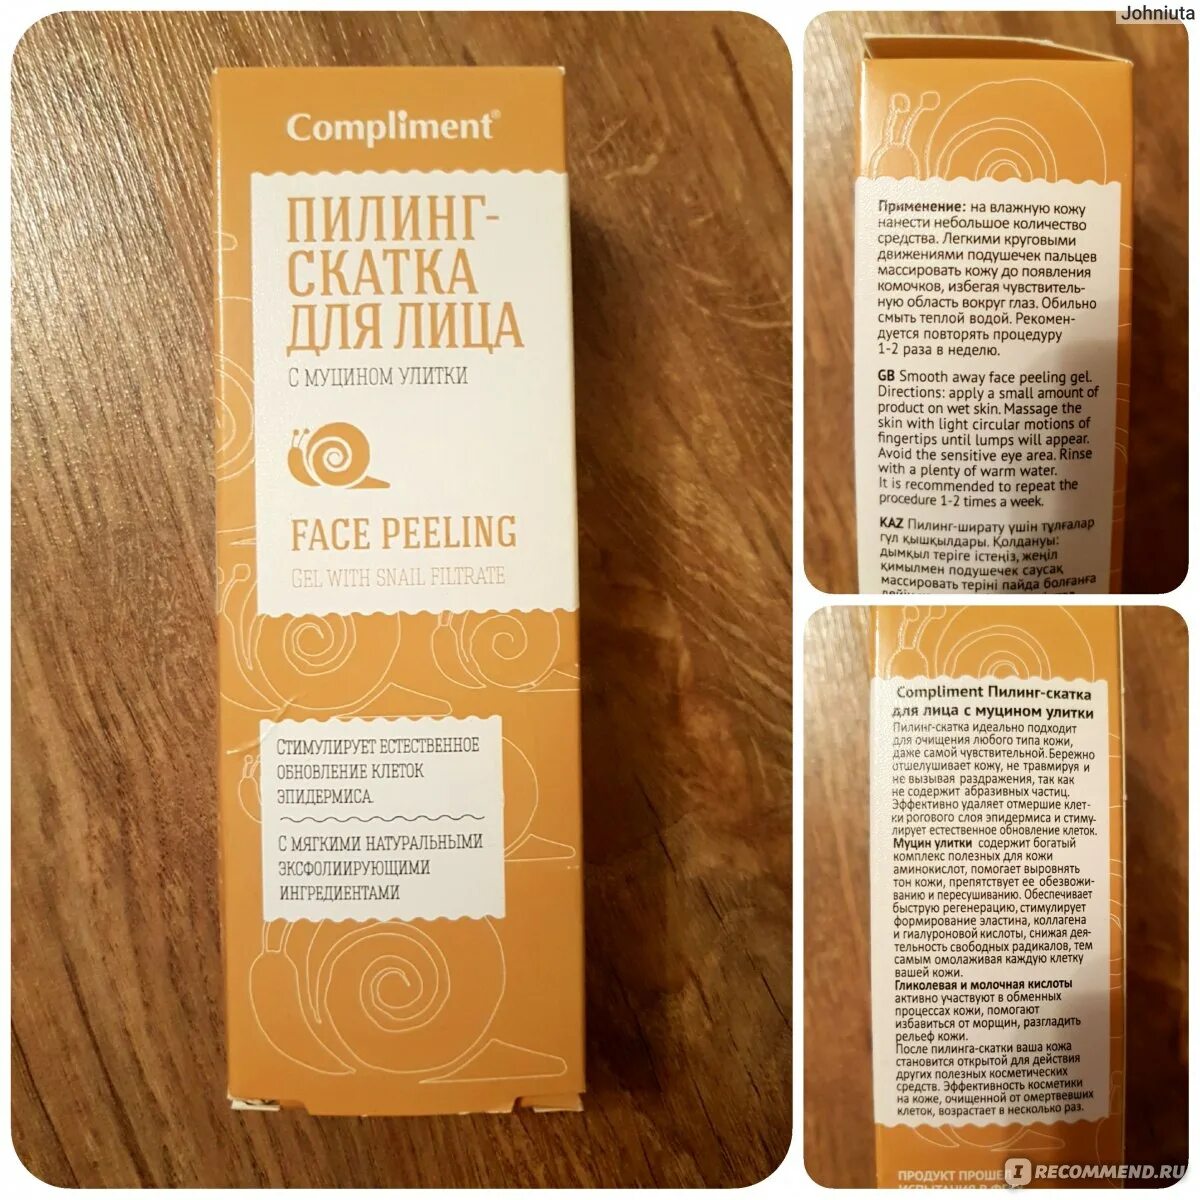 Johniuta
Compliment®
ПИЛИНГ-
СКАТКА
ДЛЯ ЛИЦА
С МУЦИНОМ УЛИТКИ
FACE PEELING
GEL WITH SNAIL FILTRATE
СТИМУЛИРУЕТ ЕСТЕСТВЕННОЕ
ОБНОВЛЕНИЕ КЛЕТОК
ЭПИДЕРМИСА.
С МЯГКИМИ НАТУРАЛЬНЫМИ
ЭКСФОЛИИРУЮЩИМИ
ИНГРЕДИЕНТАМИ
Применение: на влажную кожу
нанести небольшое количество
средства. Легкими круговыми
движениями подушечек пальцев
массировать кожу до появления
комочков, избегая чувствитель-
ную область вокруг глаз. Обильно
смыть теплой водой. Рекомен-
дуется повторять процедуру
1-2 раза в неделю.
GB Smooth away face peeling gel.
Directions: apply a small amount of
product on wet skin. Massage the
skin with light circular motions of
fingertips until lumps will appear.
Avoid the sensitive eye area. Rinse
with a plenty of warm water.
It is recommended to repeat the
procedure 1-2 times a week.
KAZ Пилинг-ширату үшін тұлғалар
гүл қышқылдары. Қолдануы:
дымқыл теріге істеңіз, жеңіл
қимылмен подушечек саусақ
массировать теріні пайда болғанға
Compliment Пилинг-скатка
для лица с муцином улитки
Пилинг-скатка идеально подходит
для очищения любого типа кожи,
даже самой чувствительной. Бережно
отшелушивает кожу, не травмируя и
не вызывая раздражения, так как
не содержит абразивных частиц.
Эффективно удаляет отмершие клет-
ки рогового слоя эпидермиса и стиму-
лирует естественное обновление клеток.
Муцин улитки содержит богатый
комплекс полезных для кожи
аминокислот, помогает выровнять
тон кожи, препятствует ее обезвожи-
ванию и пересушиванию. Обеспечивает
быструю регенерацию, стимулирует
формирование эластина, коллагена
и гиалуроновой кислоты, снижая дея-
тельность свободных радикалов, тем
самым омолаживая каждую клетку
вашей кожи.
Гликолевая и молочная кислоты
активно участвуют в обменных
процессах кожи, помогают
избавиться от морщин, разгладить
рельеф кожи.
После пилинга-скатки ваша кожа
становится открытой для действия
других полезных косметических
средств. Эффективность косметики
на коже, очищенной от омертвевших
клеток, возрастает в несколько раз.
ПРОДУКТ ПРОШЕЛ
I RECOMMEND.RU